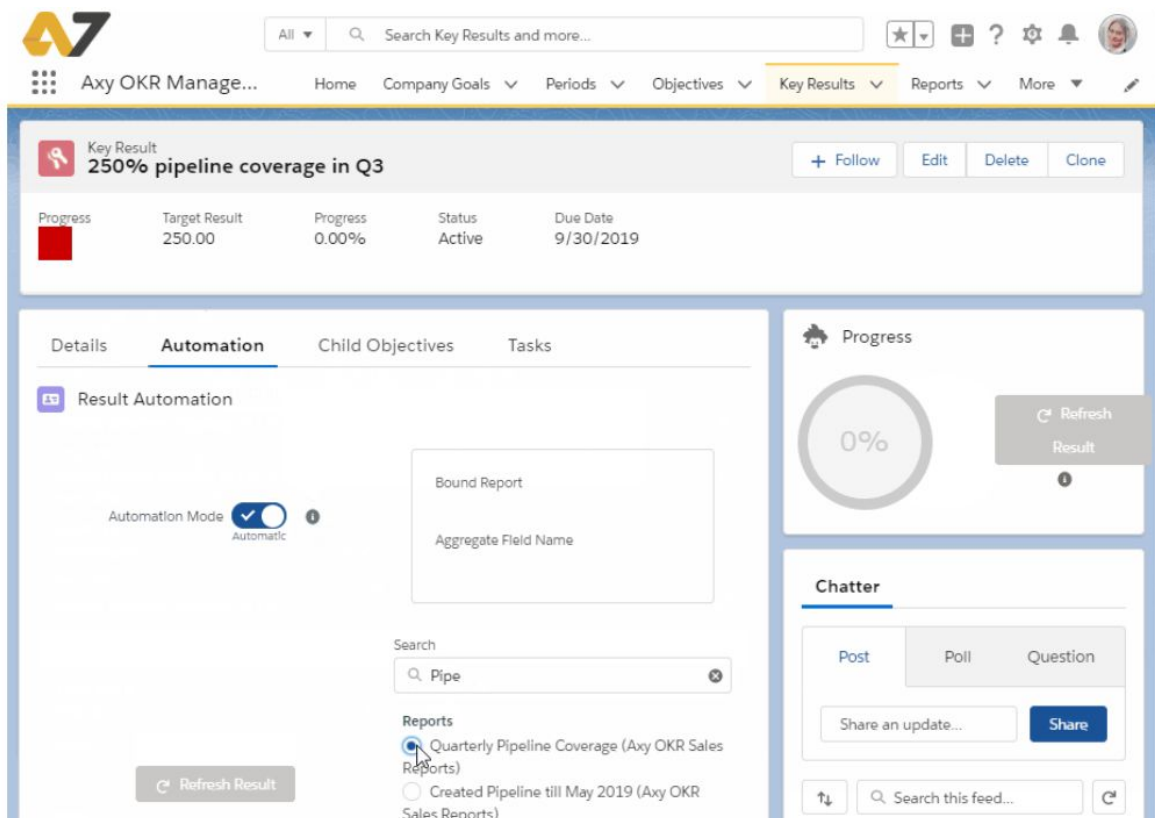 A7
All
Search Key Results and more...
Axy OKR Manage...
Home
Company Goals
Periods
Objectives
Key Results
Reports
More
Key Result
250% pipeline coverage in Q3
+ Follow
Edit
Delete
Clone
Progress
Target Result
Progress
Status
Due Date
250.00
0.00%
Active
9/30/2019
Details
Automation
Child Objectives
Tasks
Result Automation
Automation Mode
Automatic
Bound Report
Aggregate Field Name
Search
Pipe
Reports
Quarterly Pipeline Coverage (Axy OKR Sales
Reports)
Created Pipeline till May 2019 (Axy OKR
Sales Reports)
Refresh Result
Progress
0%
Refresh
Result
Chatter
Post
Poll
Question
Share an update...
Share
Search this feed...